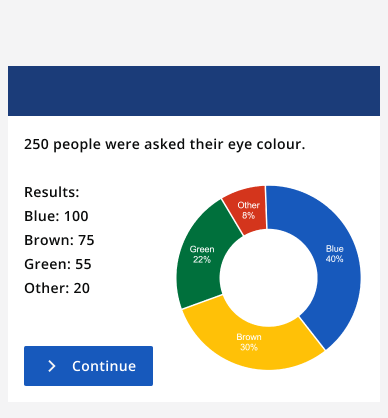 250 people were asked their eye colour.
Results:
Blue: 100
Brown: 75
Green: 55
Other: 20
Other
8%
Blue
40%
Green
22%
Brown
30%
Continue